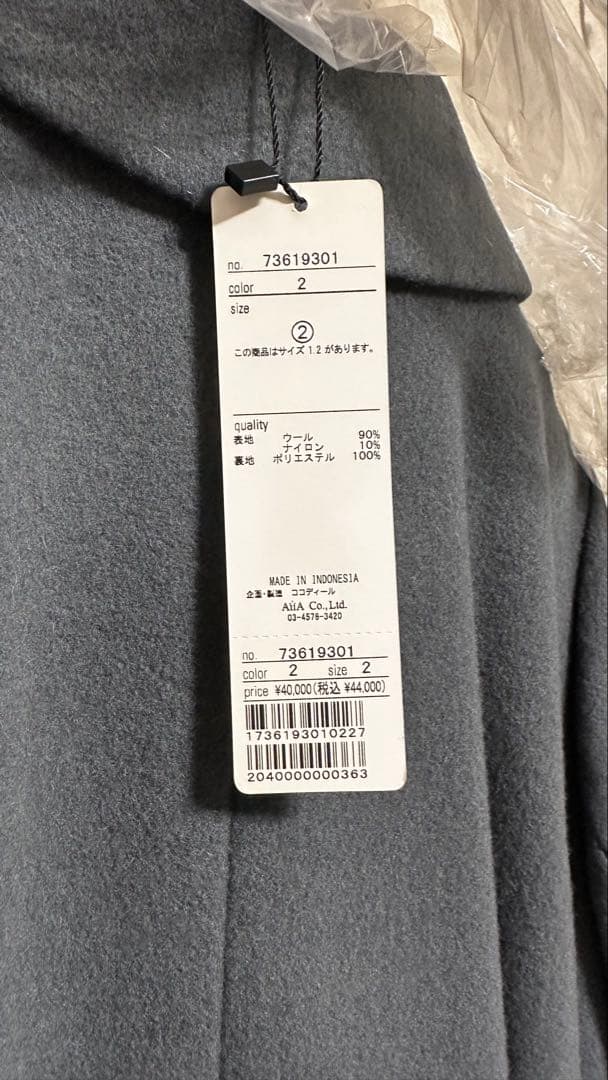 no. 73619301
color 2
size
②
この商品はサイズ 1.2 があります。
quality
表地 ウール 90%
ナイロン 10%
裏地 ポリエステル 100%
MADE IN INDONESIA
企画・製造 ココディール
AüA Co.,Ltd.
03-4578-3420
no. 73619301
color 2 size 2
price ¥40,000(税込 ¥44,000)
1736193010227
2040000000363